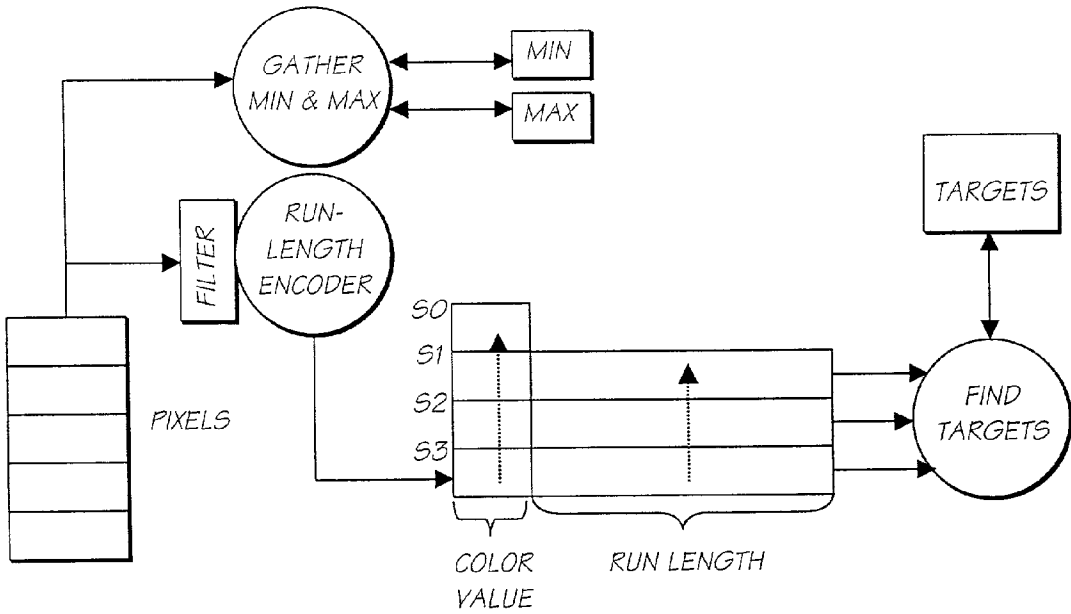 GATHER
MIN & MAX
MIN
MAX
TARGETS
FILTER
RUN-
LENGTH
ENCODER
S0
S1
S2
S3
PIXELS
FIND
TARGETS
COLOR
VALUE
RUN LENGTH